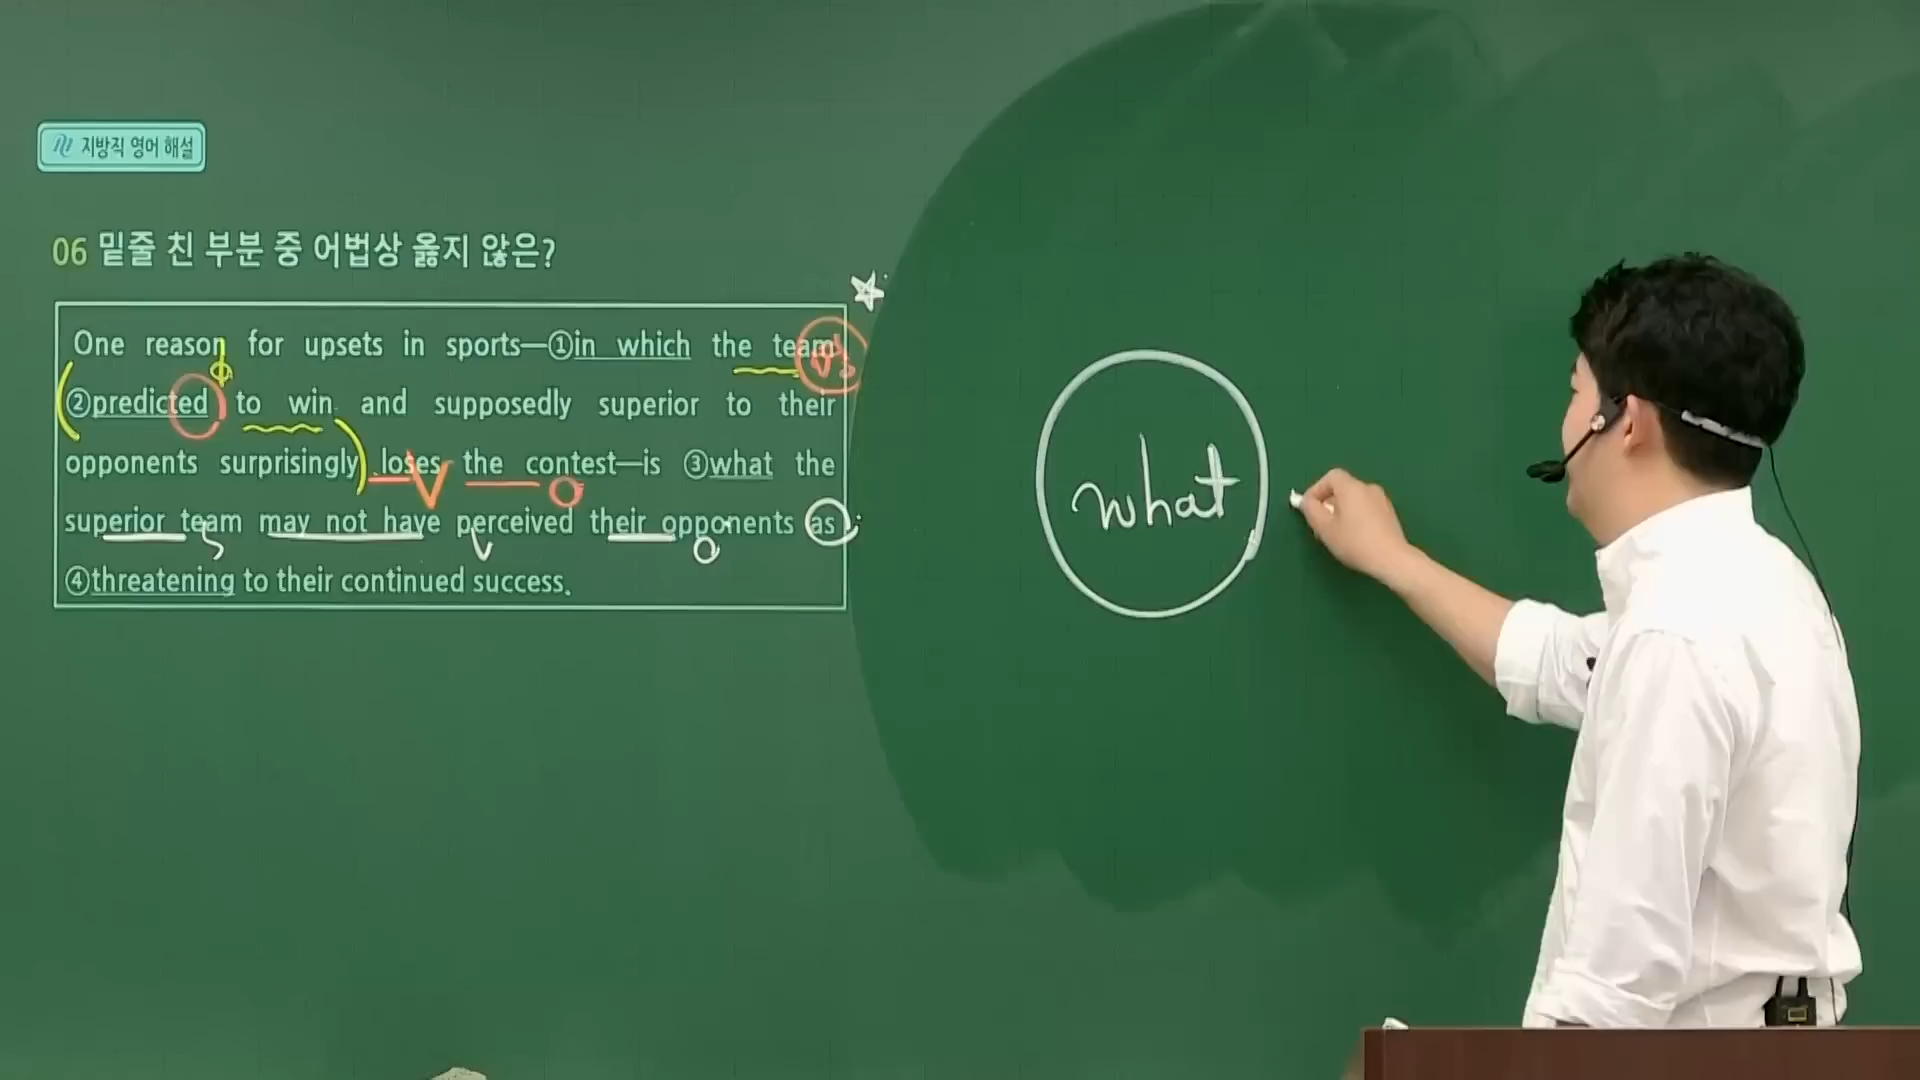 지방직 영어 해설
06 밑줄 친 부분 중 어법상 옳지 않은?
One reason for upsets in sports—①in which the team
②predicted to win and supposedly superior to their
opponents surprisingly loses the contest—is ③what the
superior team may not have perceived their opponents as
④threatening to their continued success.
S V O
what